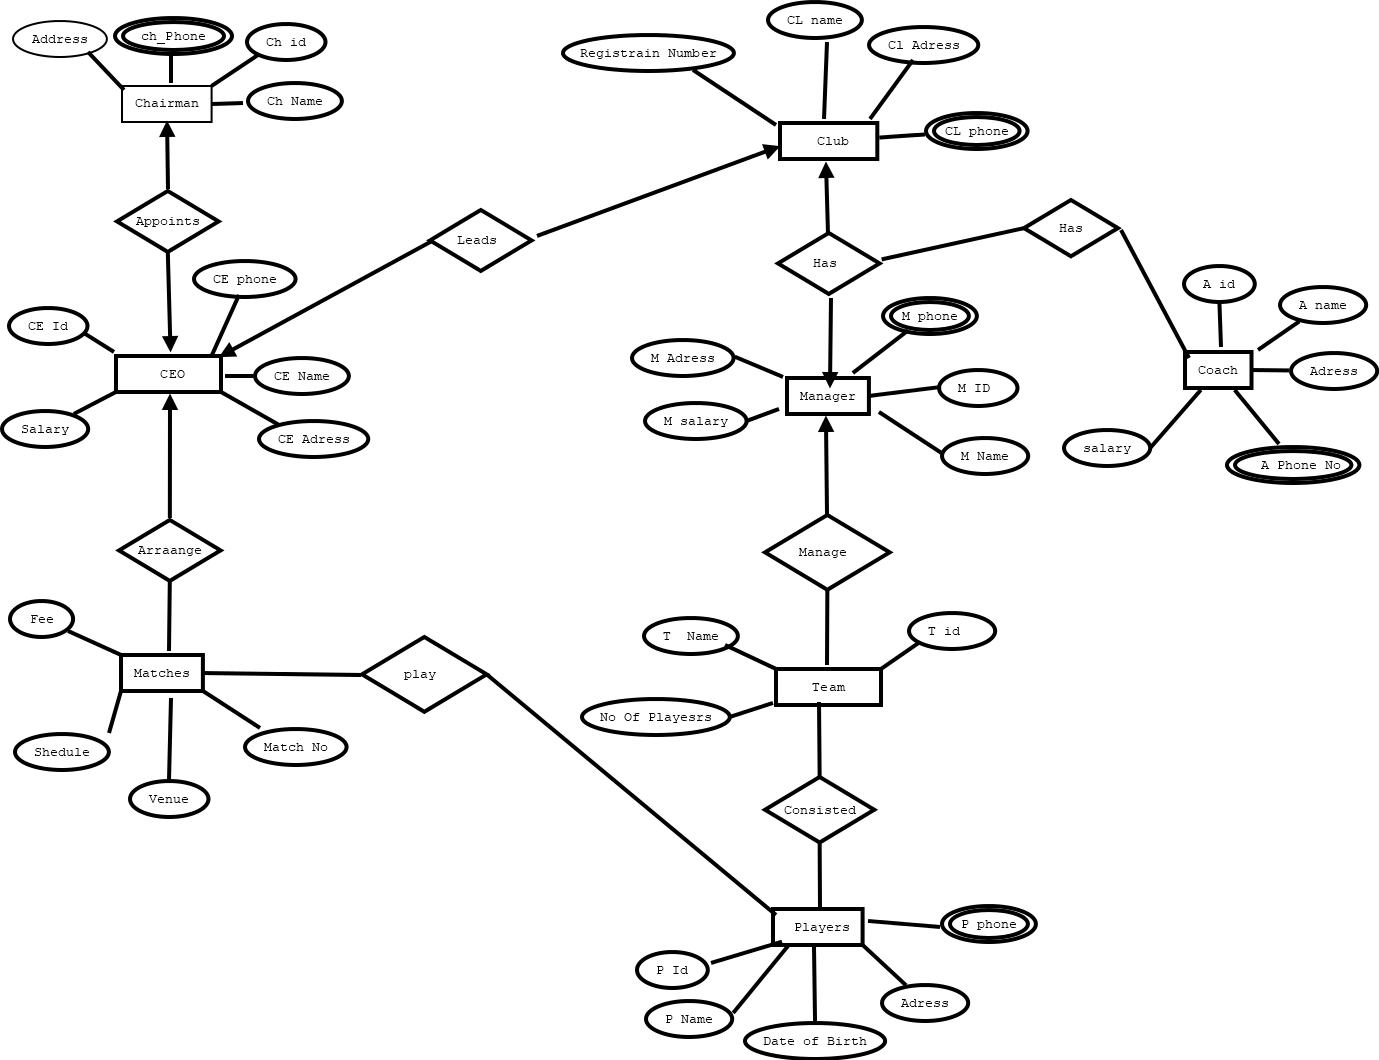 Address
ch_Phone
Ch id
Ch Name
Chairman
Appoints
CE phone
CE Id
CEO
CE Name
Salary
CE Adress
Leads
Registrain Number
CL name
Cl Adress
CL phone
Club
Has
Has
A id
A name
Coach
Adress
salary
A Phone No
M phone
M Adress
Manager
M ID
M salary
M Name
Arraange
Manage
Fee
Matches
play
Shedule
Match No
Venue
T  Name
T id
Team
No Of Playesrs
Consisted
Players
P phone
P Id
P Name
Adress
Date of Birth